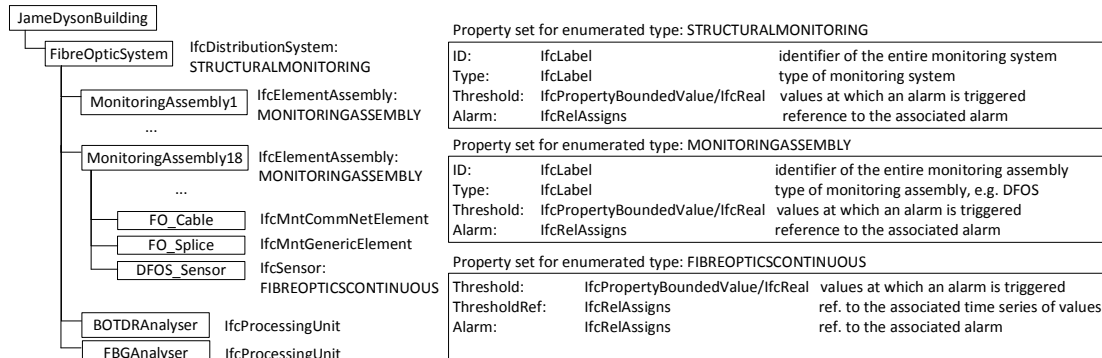 JameDysonBuilding
FibreOpticSystem
IfcDistributionSystem:
STRUCTURALMONITORING
MonitoringAssembly1
IfcElementAssembly:
MONITORINGASSEMBLY
...
MonitoringAssembly18
IfcElementAssembly:
MONITORINGASSEMBLY
...
FO_Cable
IfcMntCommNetElement
FO_Splice
IfcMntGenericElement
DFOS_Sensor
IfcSensor:
FIBREOPTICSCONTINUOUS
BOTDRAnalyser
IfcProcessingUnit
FBGAnalyser
IfcProcessingUnit
Property set for enumerated type: STRUCTURALMONITORING
ID: IfcLabel identifier of the entire monitoring system
Type: IfcLabel type of monitoring system
Threshold: IfcPropertyBoundedValue/IfcReal values at which an alarm is triggered
Alarm: IfcRelAssigns reference to the associated alarm
Property set for enumerated type: MONITORINGASSEMBLY
ID: IfcLabel identifier of the entire monitoring assembly
Type: IfcLabel type of monitoring assembly, e.g. DFOS
Threshold: IfcPropertyBoundedValue/IfcReal values at which an alarm is triggered
Alarm: IfcRelAssigns reference to the associated alarm
Property set for enumerated type: FIBREOPTICSCONTINUOUS
Threshold: IfcPropertyBoundedValue/IfcReal values at which an alarm is triggered
ThresholdRef: IfcRelAssigns ref. to the associated time series of values
Alarm: IfcRelAssigns ref. to the associated alarm